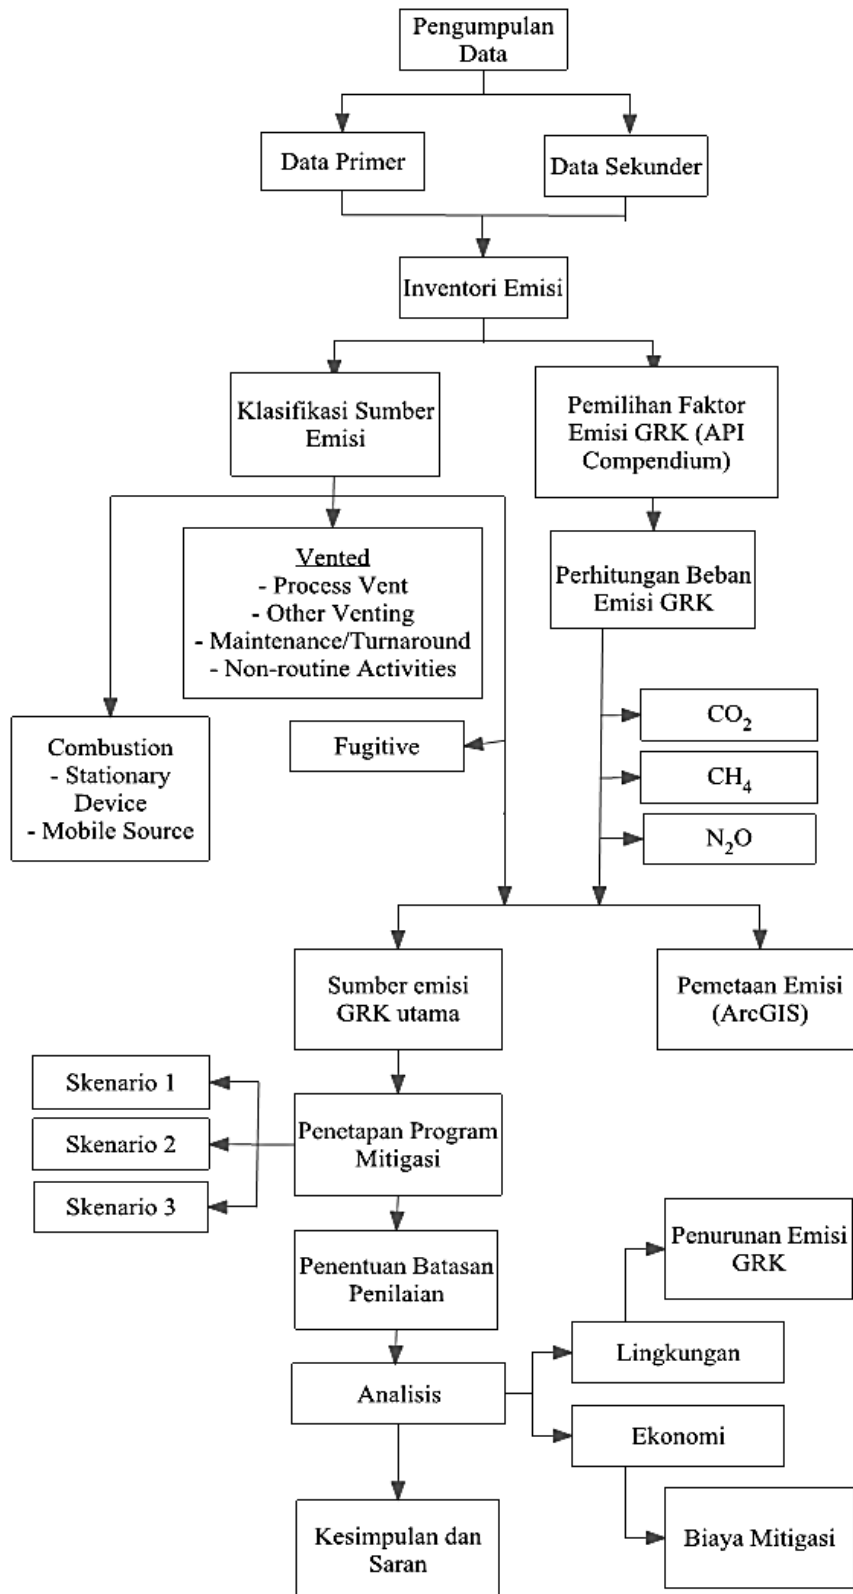 Pengumpulan
Data
Data Primer
Data Sekunder
Inventori Emisi
Klasifikasi Sumber
Emisi
Pemilihan Faktor
Emisi GRK (API
Compendium)
Vented
- Process Vent
- Other Venting
- Maintenance/Turnaround
- Non-routine Activities
Perhitungan Beban
Emisi GRK
Combustion
- Stationary
Device
- Mobile Source
Fugitive
CO₂
CH₄
N₂O
Sumber emisi
GRK utama
Pemetaan Emisi
(ArcGIS)
Skenario 1
Skenario 2
Skenario 3
Penetapan Program
Mitigasi
Penentuan Batasan
Penilaian
Penurunan Emisi
GRK
Lingkungan
Analisis
Ekonomi
Biaya Mitigasi
Kesimpulan dan
Saran